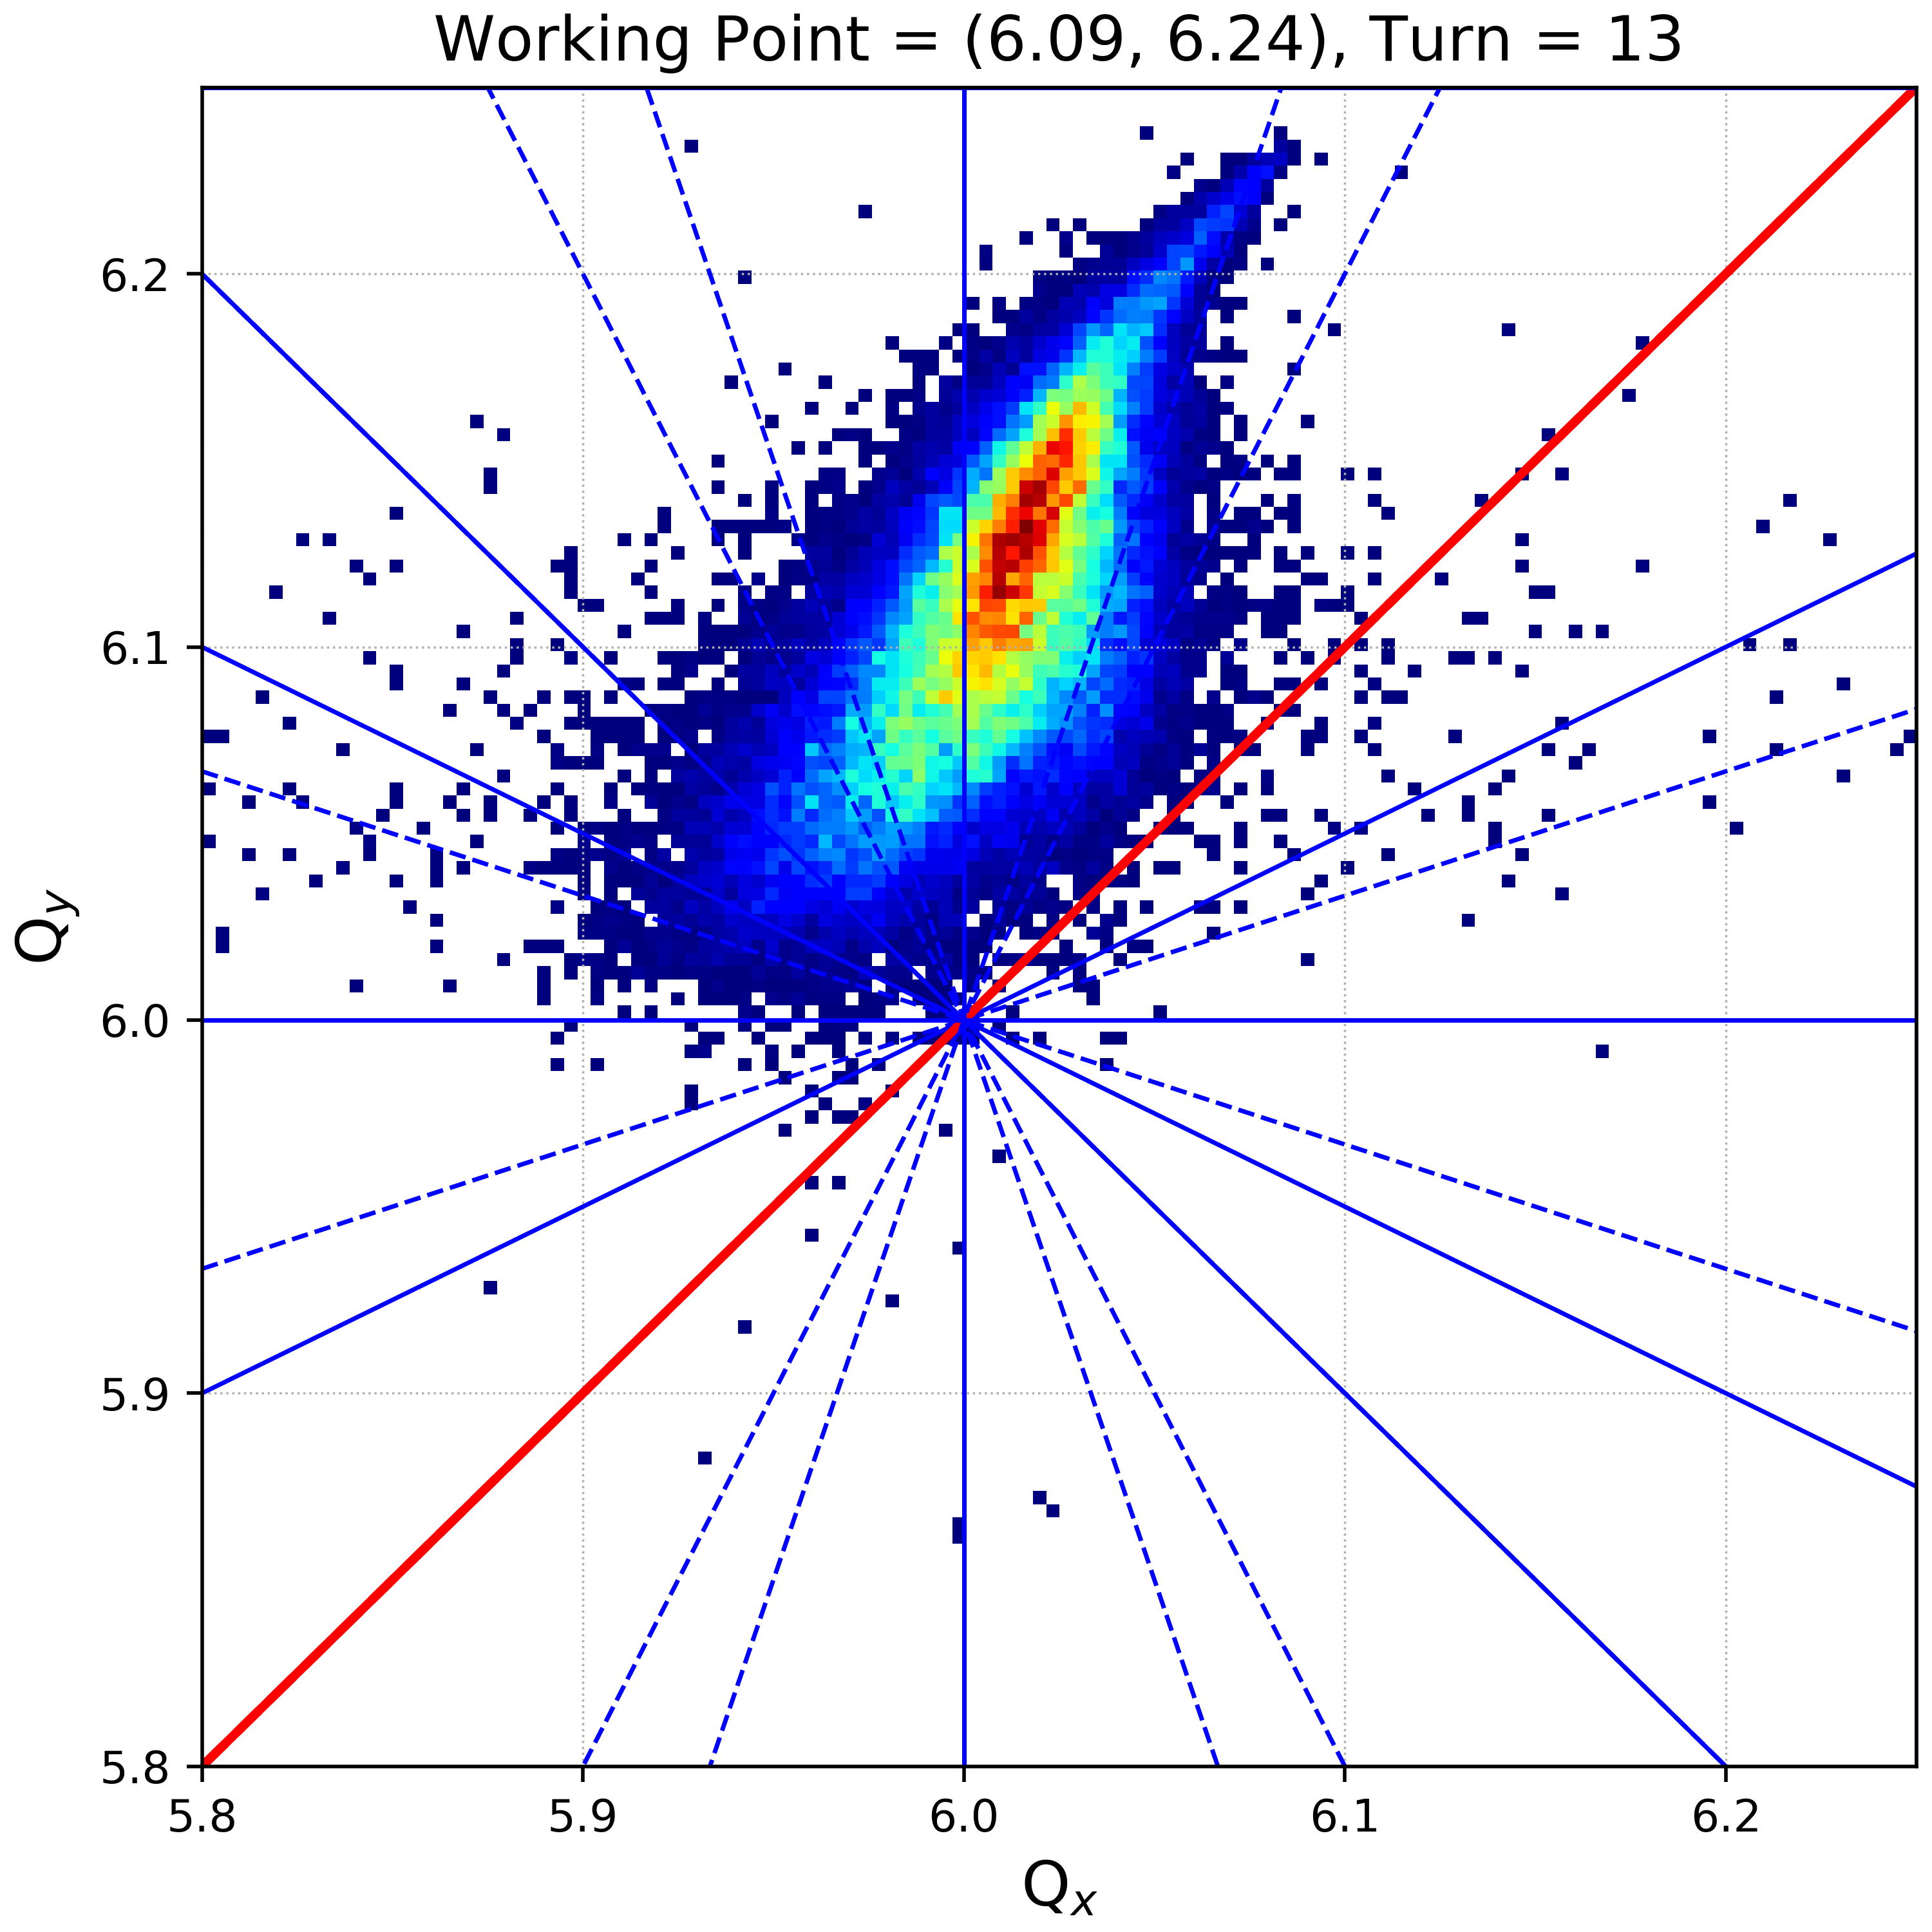 Working Point = (6.09, 6.24), Turn = 13
6.2
6.1
6.0
5.9
5.8
Qy
5.8 5.9 6.0 6.1 6.2
Qx